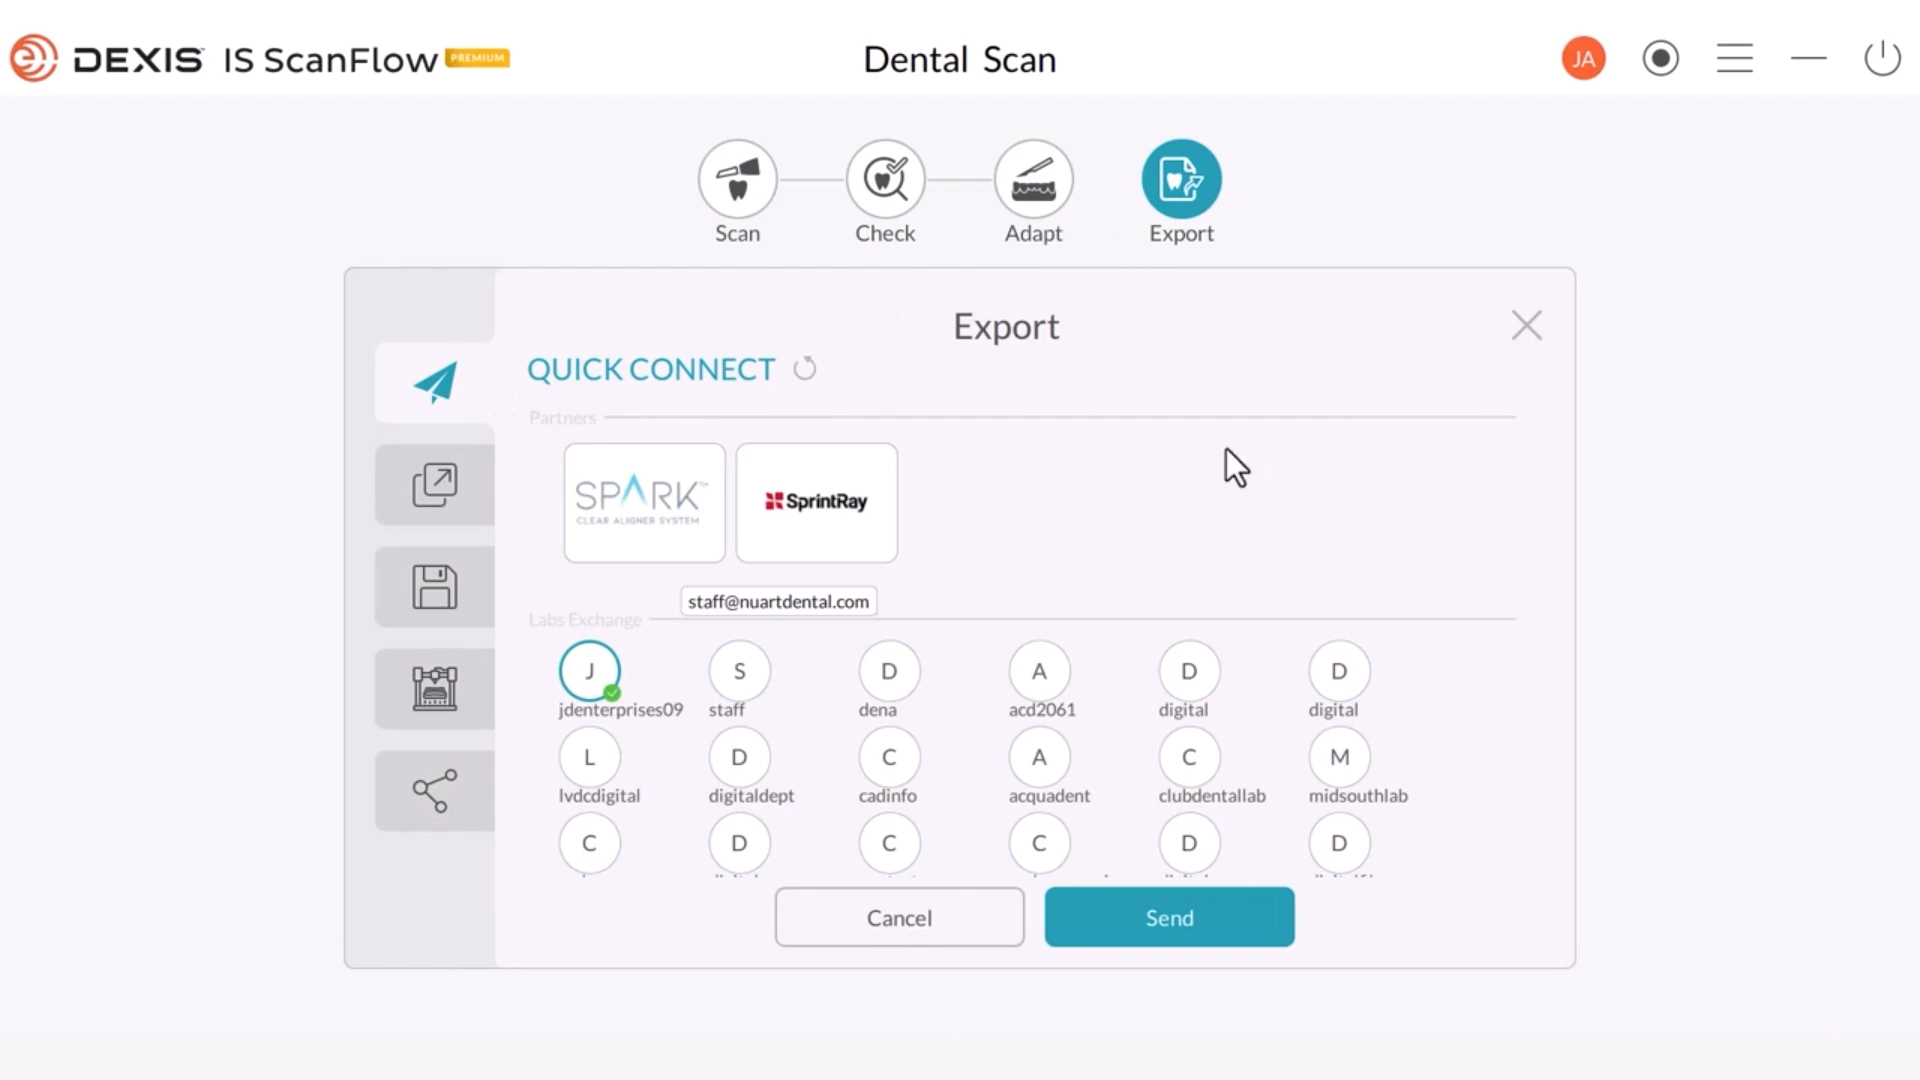 DEXIS IS ScanFlow PREMIUM
Dental Scan
JA
Scan
Check
Adapt
Export
Export
QUICK CONNECT
Partners
SPARK™
CLEAR ALIGNER SYSTEM
SprintRay
staff@nuartdental.com
Labs Exchange
J S D A D D
jdenterprises09 staff dena acd2061 digital digital
L D C A C M
lvdcdigital digitaldept cadinfo acquadent clubdentallab midsouthlab
C D C C D D
Cancel
Send